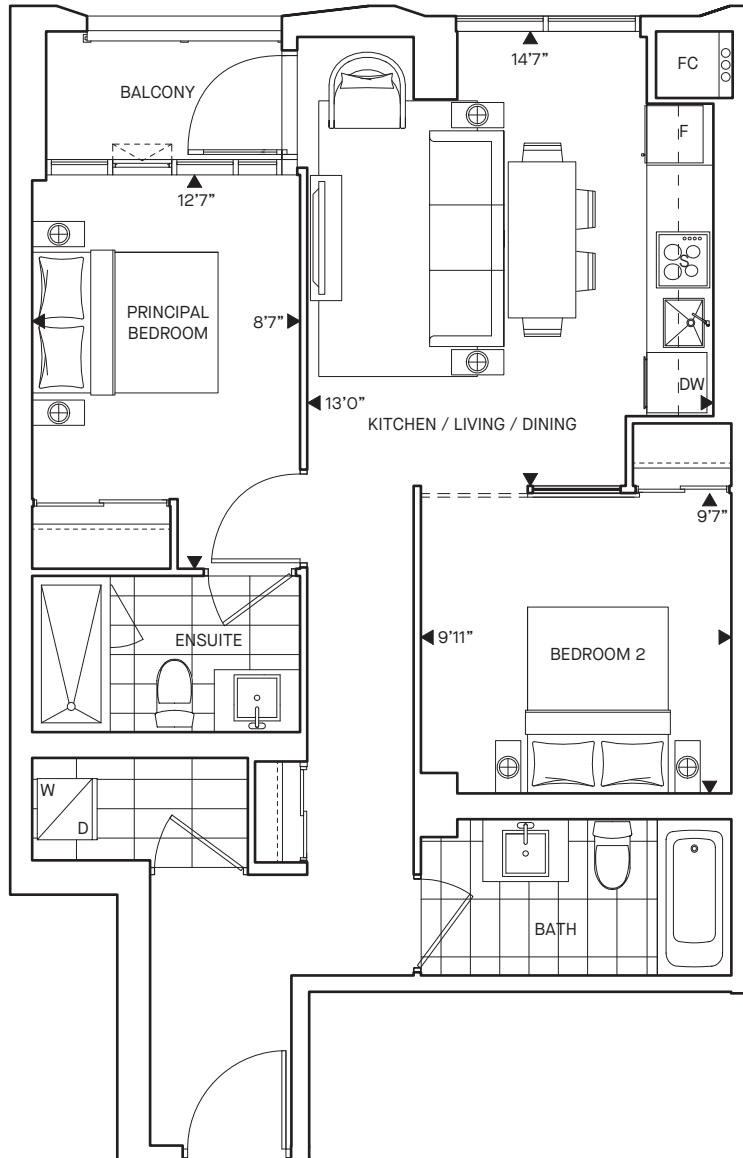 14’7”
FC
BALCONY
F
12’7”
S
PRINCIPAL
BEDROOM
8’7”
DW
13’0”
KITCHEN / LIVING / DINING
9’7”
ENSUITE
9’11”
BEDROOM 2
W
D
BATH